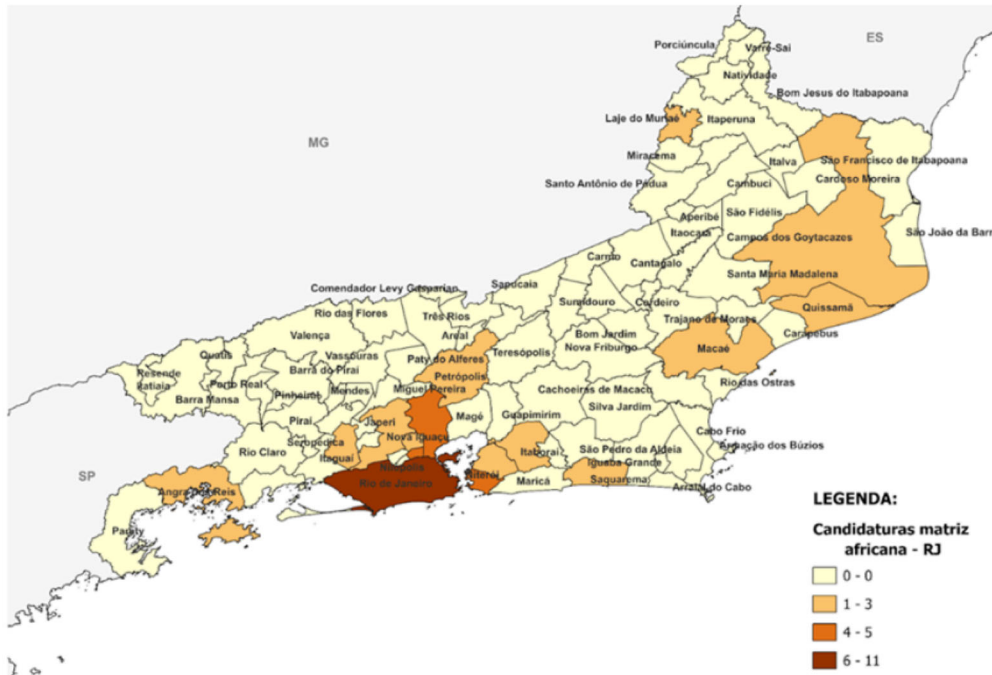 ES
Porciúncula
Varre-Sai
Natividade
Bom Jesus do Itabapoana
Laje do Muriaé
Itaperuna
MG
Miracema
Italva
São Francisco de Itabapoana
Santo Antônio de Pádua
Cambuci
Cardoso Moreira
Aperibé
São Fidélis
Itaocara
Campos dos Goytacazes
São João da Barr
Carmo
Cantagalo
Santa Maria Madalena
Comendador Levy Gasparian
Sapucaia
Rio das Flores
Sumidouro
Cordeiro
Quissamã
Três Rios
Trajano de Moraes
Valença
Areal
Bom Jardim
Carapebus
Quatis
Vassouras
Paty do Alferes
Teresópolis
Nova Friburgo
Macaé
Resende
Barra do Piraí
Itatiaia
Porto Real
Petrópolis
Pinheiral
Mendes
Miguel Pereira
Cachoeiras de Macacu
Rio das Ostras
Barra Mansa
Piraí
Japeri
Magé
Guapimirim
Silva Jardim
Seropédica
Nova Iguaçu
Cabo Frio
Rio Claro
Itaguaí
Itaboraí
São Pedro da Aldeia
Armação dos Búzios
Iguaba Grande
Nilópolis
SP
Rio de Janeiro
Niterói
Maricá
Saquarema
Arraial do Cabo
Angra dos Reis
Paraty
LEGENDA:
Candidaturas matriz
africana - RJ
0 - 0
1 - 3
4 - 5
6 - 11